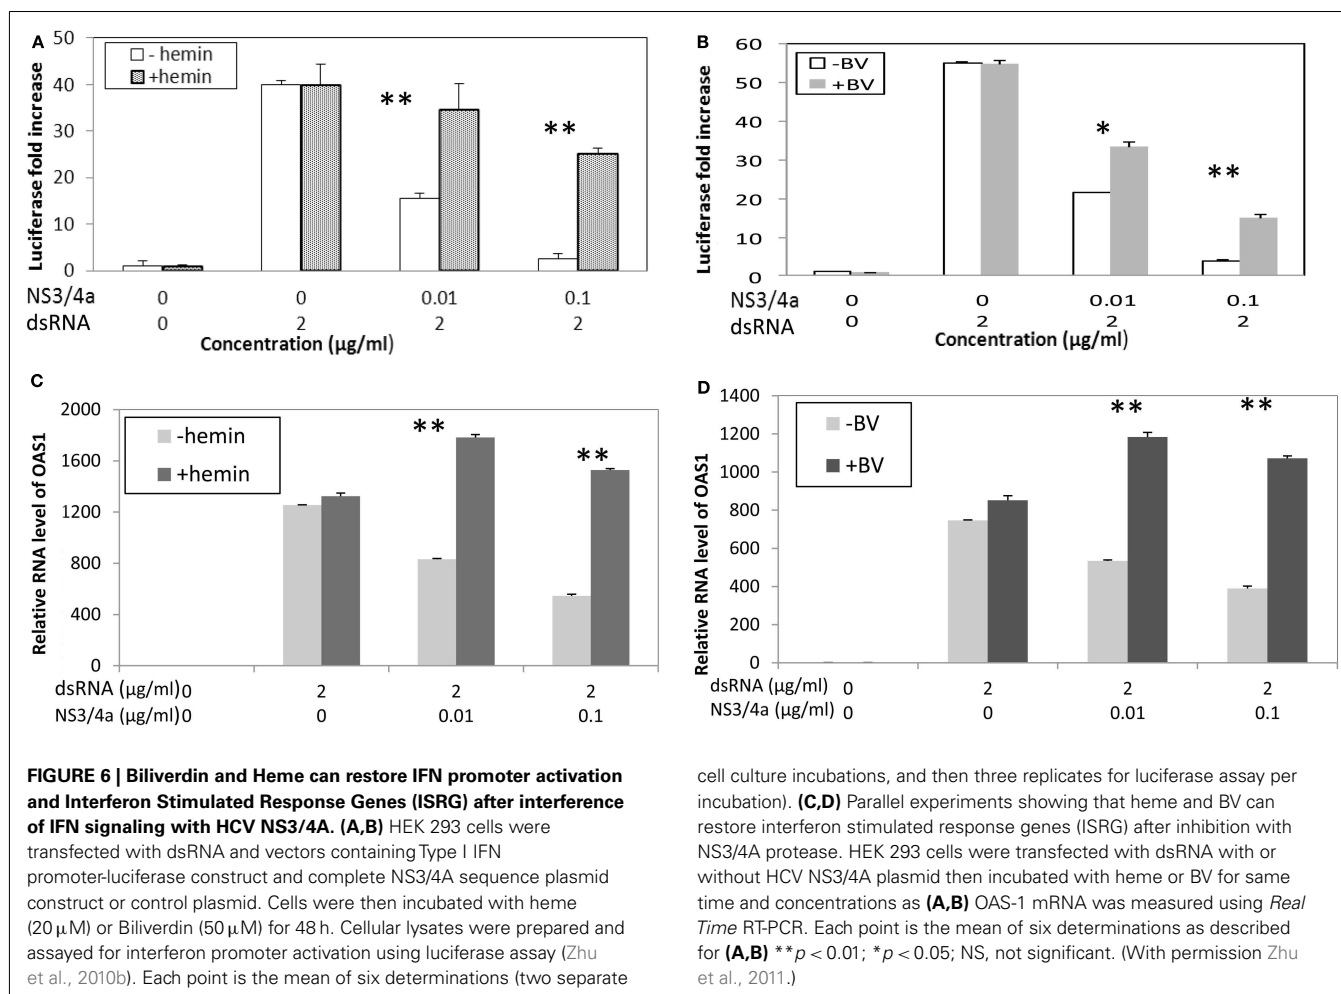 A
50
40
30
20
10
0
Luciferase fold increase
- hemin
+hemin
**
**
NS3/4a 0 0 0.01 0.1
dsRNA 0 2 2 2
Concentration (µg/ml)
B
60
50
40
30
20
10
0
Luciferase fold increase
-BV
+BV
*
**
NS3/4a 0 0 0.01 0.1
dsRNA 0 2 2 2
Concentration (µg/ml)
C
2000
1600
1200
800
400
0
Relative RNA level of OAS1
-hemin
+hemin
**
**
dsRNA (µg/ml) 0 2 2 2
NS3/4a (µg/ml) 0 0 0.01 0.1
D
1400
1200
1000
800
600
400
200
0
Relative RNA level of OAS1
-BV
+BV
**
**
dsRNA (µg/ml) 0 2 2 2
NS3/4a (µg/ml) 0 0 0.01 0.1
FIGURE 6 | Biliverdin and Heme can restore IFN promoter activation
and Interferon Stimulated Response Genes (ISRG) after interference
of IFN signaling with HCV NS3/4A. (A,B) HEK 293 cells were
transfected with dsRNA and vectors containing Type I IFN
promoter-luciferase construct and complete NS3/4A sequence plasmid
construct or control plasmid. Cells were then incubated with heme
(20 µM) or Biliverdin (50 µM) for 48 h. Cellular lysates were prepared and
assayed for interferon promoter activation using luciferase assay (Zhu
et al., 2010b). Each point is the mean of six determinations (two separate
cell culture incubations, and then three replicates for luciferase assay per
incubation). (C,D) Parallel experiments showing that heme and BV can
restore interferon stimulated response genes (ISRG) after inhibition with
NS3/4A protease. HEK 293 cells were transfected with dsRNA with or
without HCV NS3/4A plasmid then incubated with heme or BV for same
time and concentrations as (A,B) OAS-1 mRNA was measured using Real
Time RT-PCR. Each point is the mean of six determinations as described
for (A,B) **p < 0.01; *p < 0.05; NS, not significant. (With permission Zhu
et al., 2011.)